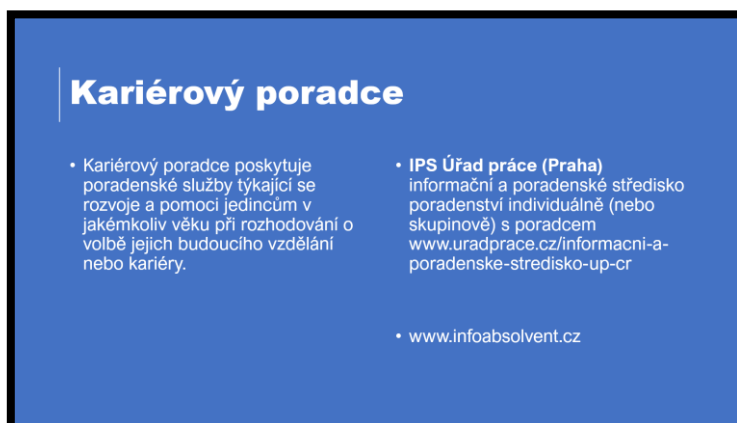 Kariérový poradce
• Kariérový poradce poskytuje
poradenské služby týkající se
rozvoje a pomoci jedincům v
jakémkoliv věku při rozhodování o
volbě jejich budoucího vzdělání
nebo kariéry.
• IPS Úřad práce (Praha)
informační a poradenské středisko
poradenství individuálně (nebo
skupinově) s poradcem
www.uradprace.cz/informacni-a-
poradenske-stredisko-up-cr
• www.infoabsolvent.cz